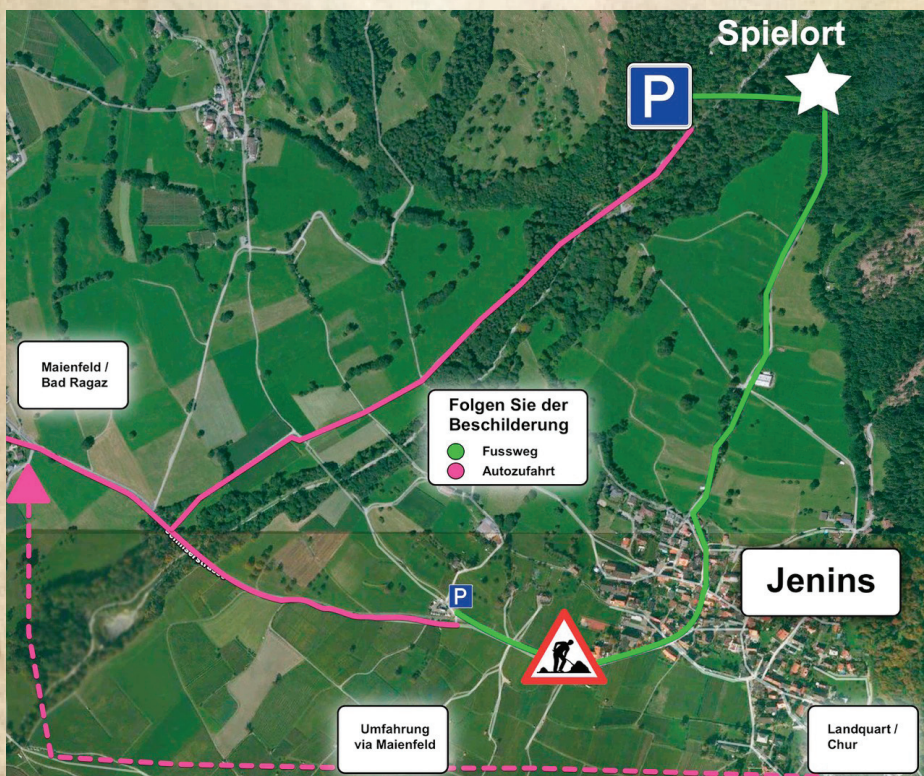 Spielort
P
Maienfeld /
Bad Ragaz
Folgen Sie der
Beschilderung
Fussweg
Autozufahrt
P
Jenins
Umfahrung
via Maienfeld
Landquart /
Chur